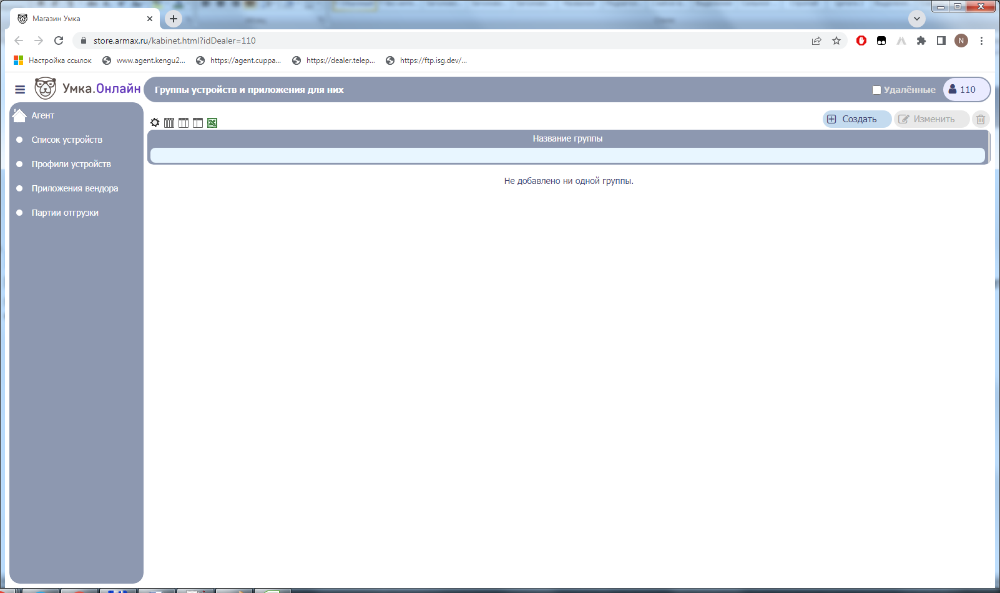 Магазин Умка
store.armax.ru/kabinet.html?idDealer=110
N
Настройка ссылок
www.agent.kengu2...
https://agent.cuppa...
https://dealer.telep...
https://ftp.isg.dev/...
Умка.Онлайн
Группы устройств и приложения для них
Удалённые
110
Агент
Список устройств
Профили устройств
Приложения вендора
Партии отгрузки
Создать
Изменить
Название группы
Не добавлено ни одной группы.